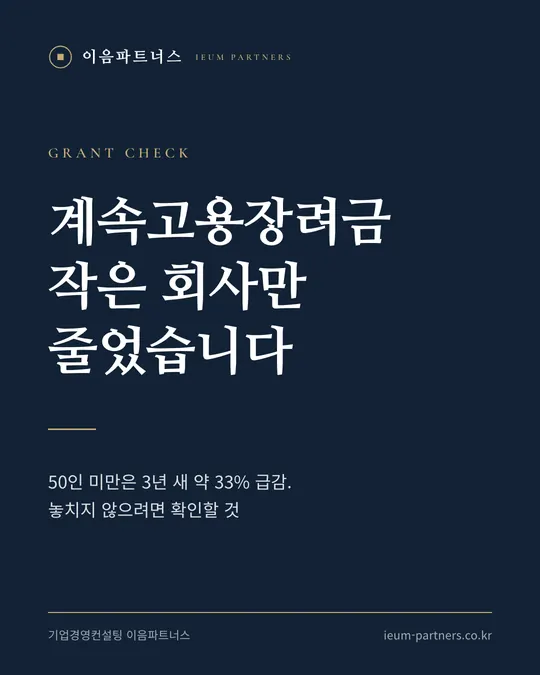 이음파트너스 IEUM PARTNERS
GRANT CHECK
계속고용장려금
작은 회사만
줄었습니다
50인 미만은 3년 새 약 33% 급감.
놓치지 않으려면 확인할 것
기업경영컨설팅 이음파트너스
ieum-partners.co.kr